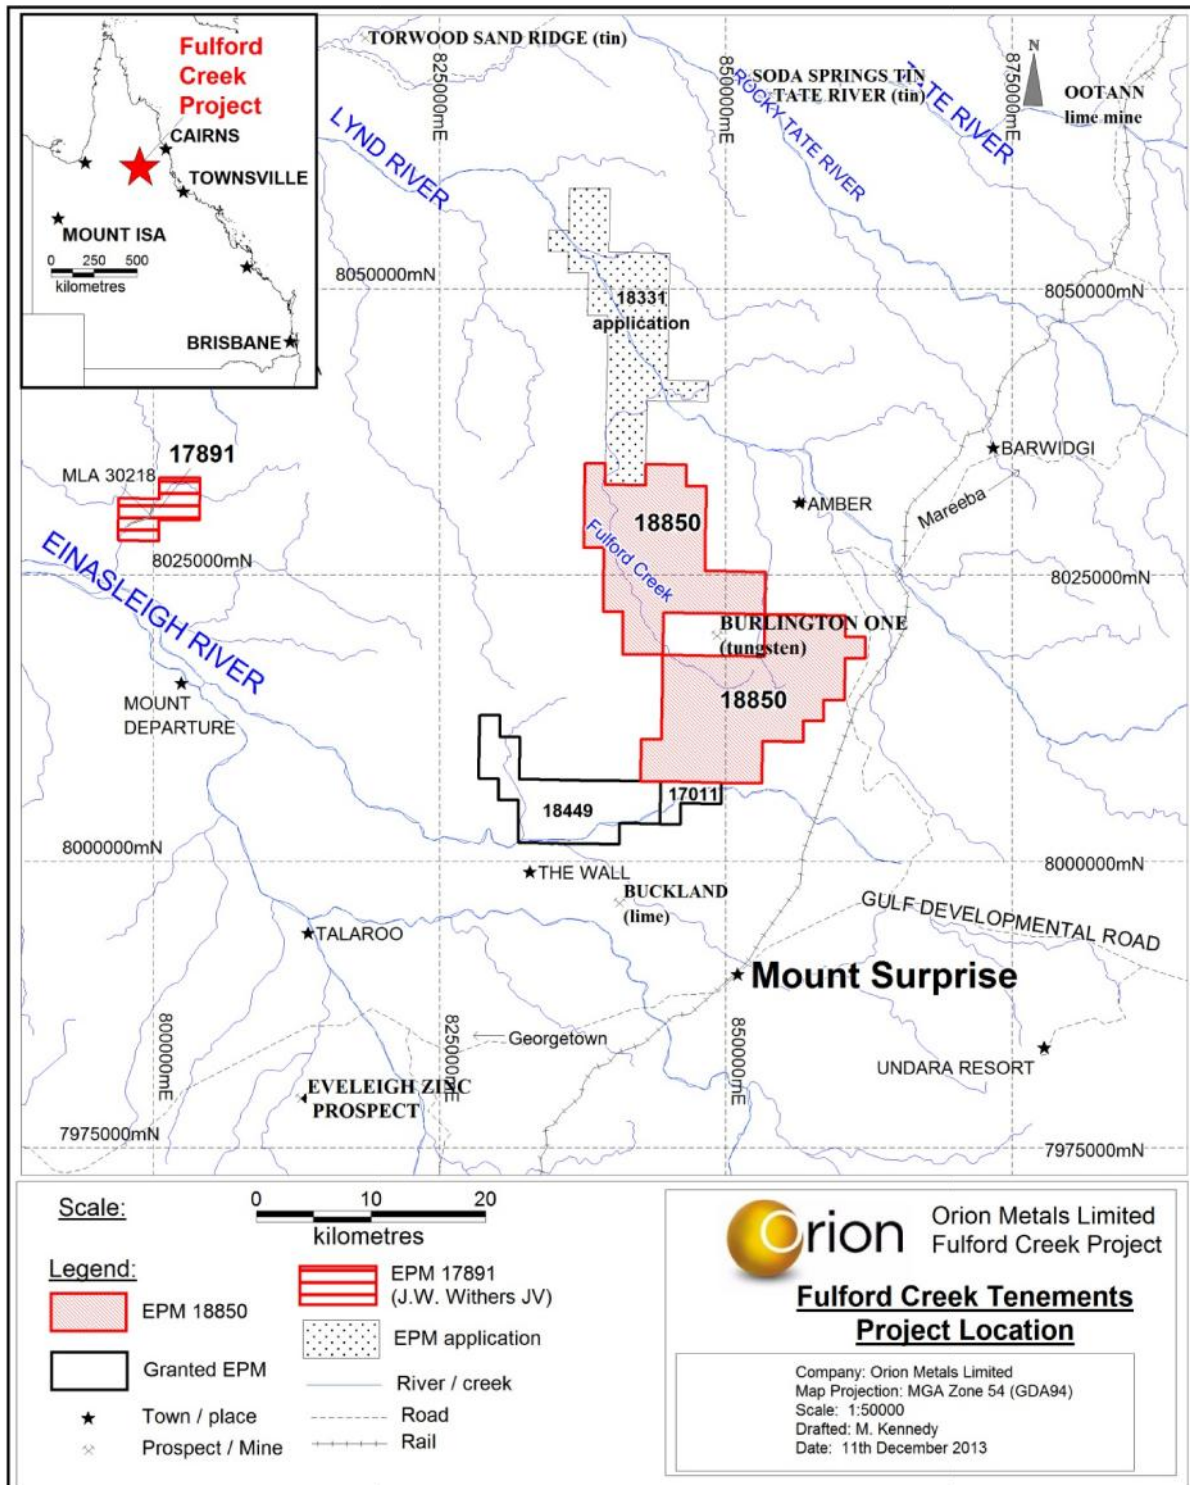 Fulford
Creek
Project
CAIRNS
TOWNSVILLE
MOUNT ISA
0 250 500
kilometres
BRISBANE
TORWOOD SAND RIDGE (tin)
825000mE
850000mE
875000mE
SODA SPRINGS TIN
TATE RIVER (tin)
ROCKY TATE RIVER
TATE RIVER
N
OOTANN
lime mine
LYND RIVER
8050000mN
8050000mN
18331
application
17891
MLA 30218
BARWIDGI
Mareeba
AMBER
18850
Fulford Creek
EINASLEIGH RIVER
8025000mN
8025000mN
BURLINGTON ONE
(tungsten)
MOUNT
DEPARTURE
18850
17011
18449
8000000mN
8000000mN
THE WALL
BUCKLAND
(lime)
GULF DEVELOPMENTAL ROAD
TALAROO
Mount Surprise
800000mE
825000mE
850000mE
Georgetown
UNDARA RESORT
EVELEIGH ZINC
PROSPECT
7975000mN
7975000mN
Scale:
0 10 20
kilometres
Legend:
EPM 18850
EPM 17891
(J.W. Withers JV)
Granted EPM
EPM application
Town / place
River / creek
Prospect / Mine
Road
Rail
Orion
Orion Metals Limited
Fulford Creek Project
Fulford Creek Tenements
Project Location
Company: Orion Metals Limited
Map Projection: MGA Zone 54 (GDA94)
Scale: 1:50000
Drafted: M. Kennedy
Date: 11th December 2013